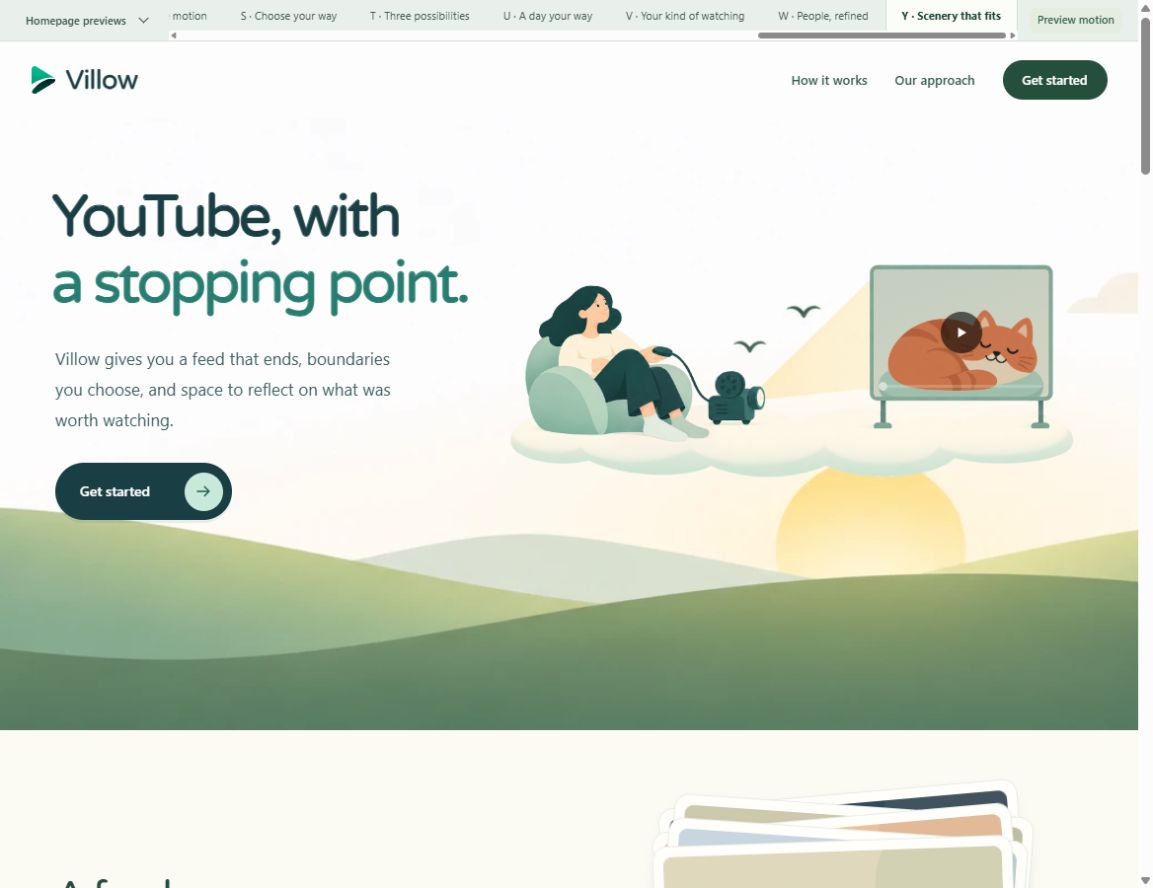 Homepage previews
motion
S · Choose your way
T · Three possibilities
U · A day your way
V · Your kind of watching
W · People, refined
Y · Scenery that fits
Preview motion
Villow
How it works
Our approach
Get started
YouTube, with
a stopping point.
Villow gives you a feed that ends, boundaries
you choose, and space to reflect on what was
worth watching.
Get started